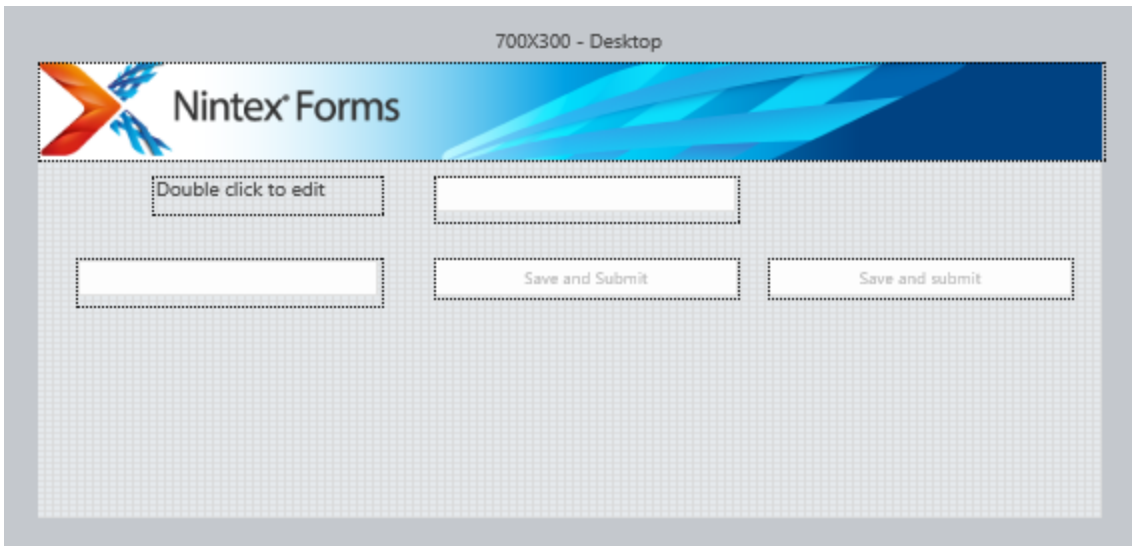 700X300 - Desktop
Nintex Forms
Double click to edit
Save and Submit
Save and submit